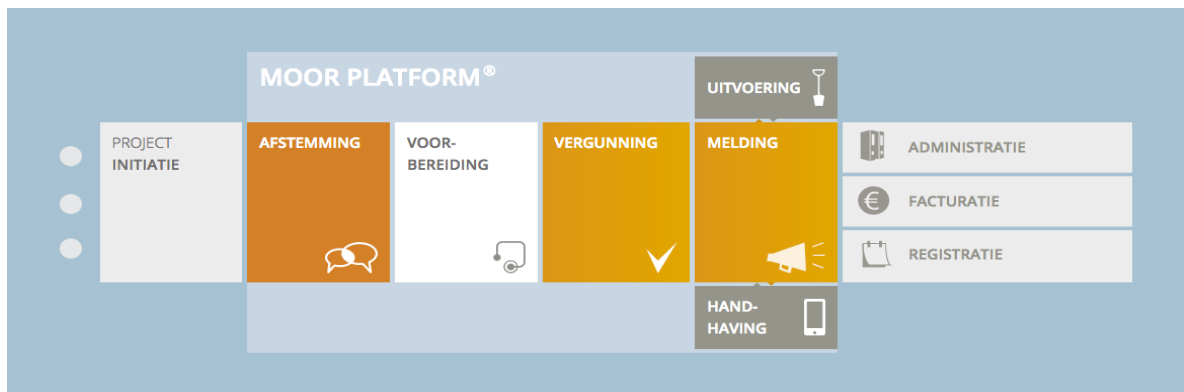 MOOR PLATFORM®
UITVOERING
PROJECT
INITIATIE
AFSTEMMING
VOOR-
BEREIDING
VERGUNNING
MELDING
ADMINISTRATIE
FACTURATIE
REGISTRATIE
HAND-
HAVING